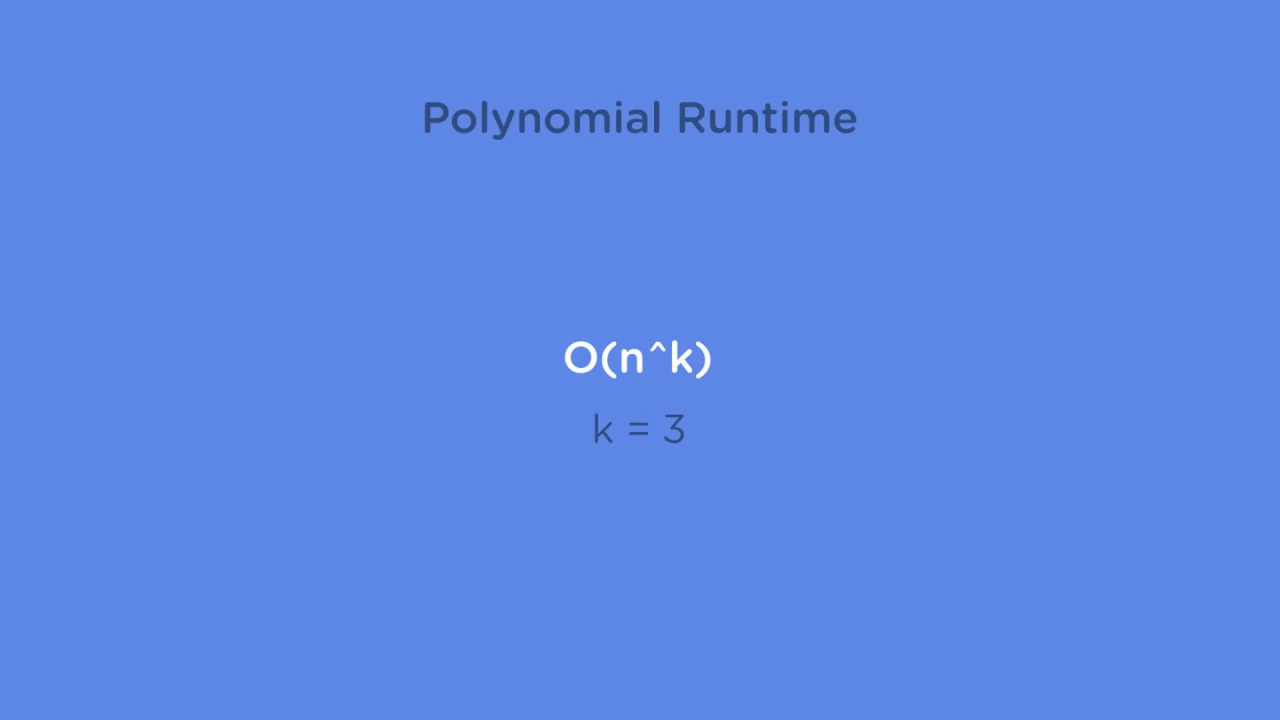 Polynomial Runtime
O(n^k)
k = 3